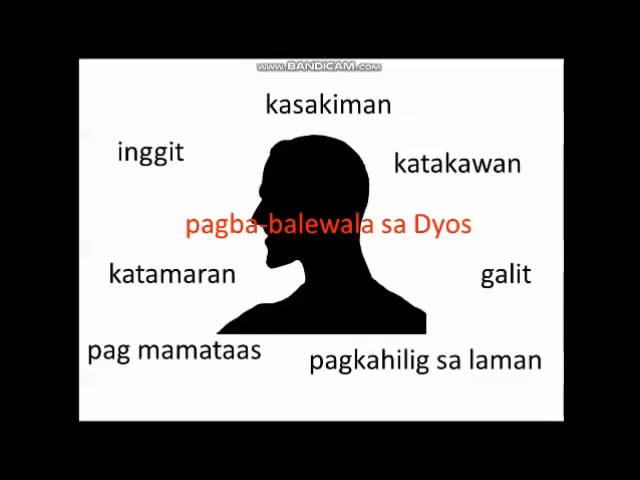 www.BANDICAM.com
kasakiman
inggit
katakawan
pagba-balewala sa Dyos
katamaran
galit
pag mamataas
pagkahilig sa laman